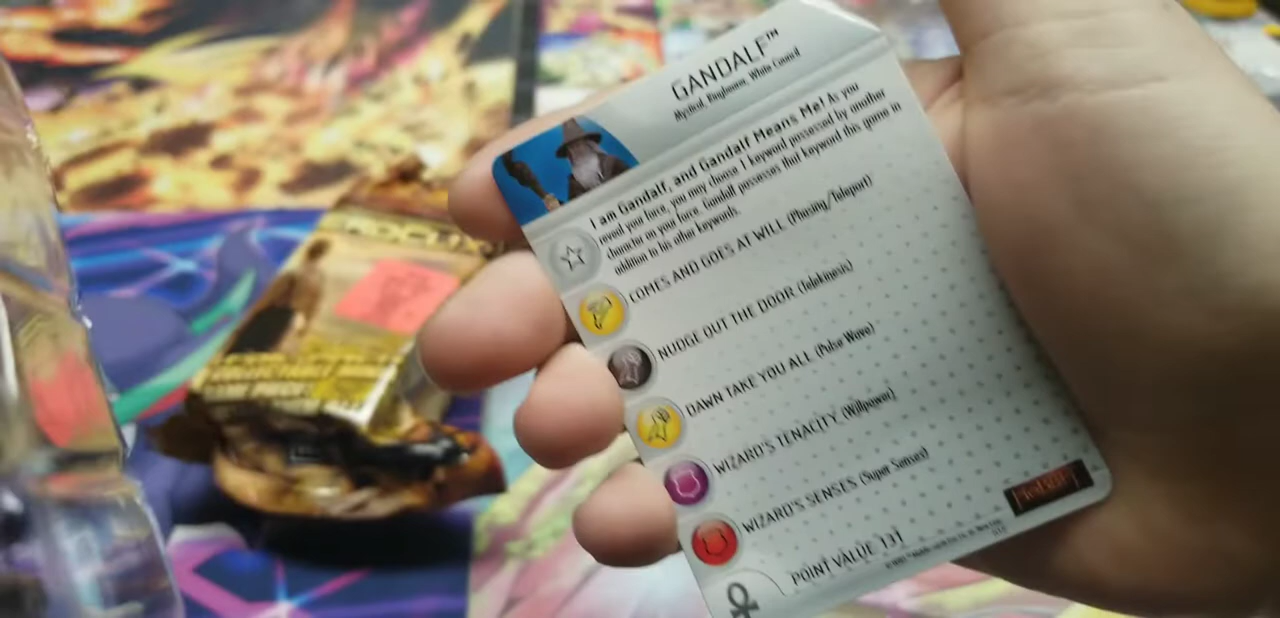 GANDALF™
Mystical, Ringbearer, White Council
I am Gandalf, and Gandalf Means Me! As you
reveal your force, you may choose 1 keyword possessed by another
character on your force. Gandalf possesses that keyword this game in
addition to his other keywords.
COMES AND GOES AT WILL (Phasing/Teleport)
NUDGE OUT THE DOOR (Telekinesis)
DAWN TAKE YOU ALL (Pulse Wave)
WIZARD'S TENACITY (Willpower)
WIZARD'S SENSES (Super Senses)
POINT VALUE 131